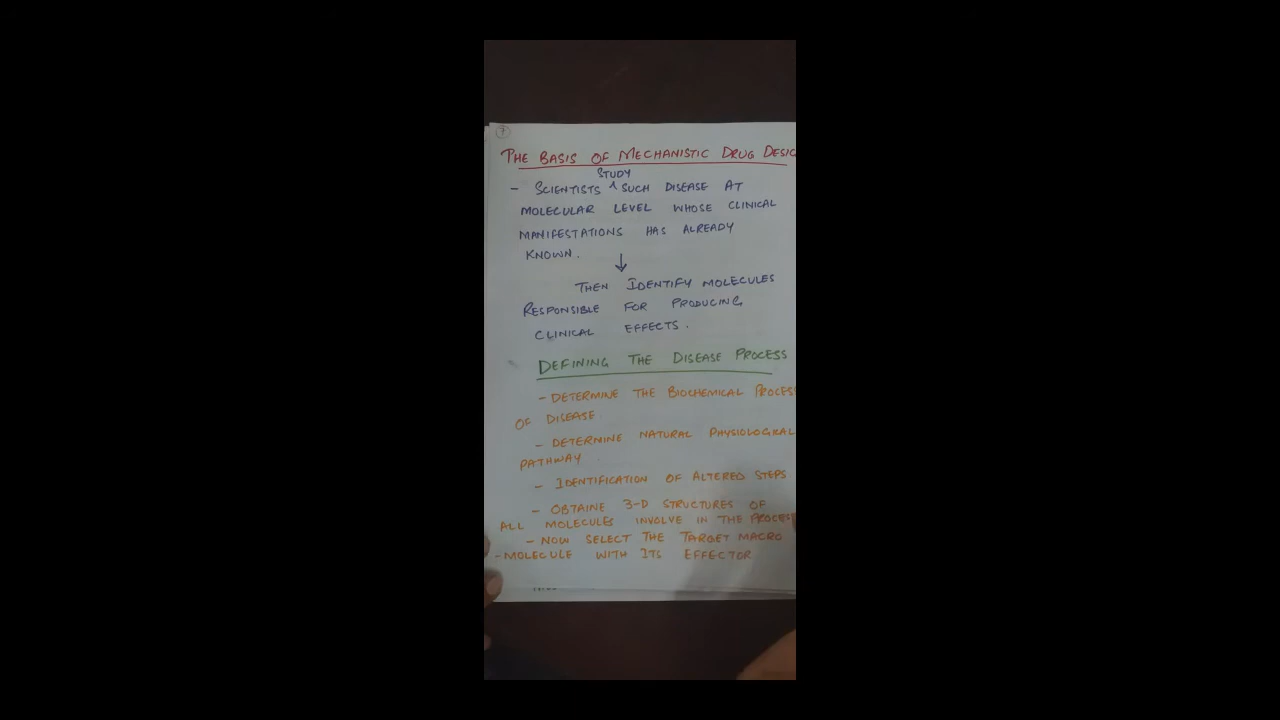 7
THE BASIS OF MECHANISTIC DRUG DESIG
STUDY
- SCIENTISTS ^ SUCH DISEASE AT
MOLECULAR LEVEL WHOSE CLINICAL
MANIFESTATIONS HAS ALREADY
KNOWN.
↓
THEN IDENTIFY MOLECULES
RESPONSIBLE FOR PRODUCING
CLINICAL EFFECTS.
DEFINING THE DISEASE PROCESS
- DETERMINE THE BIOCHEMICAL PROCES
OF DISEASE
- DETERMINE NATURAL PHYSIOLOGICAL
PATHWAY
- IDENTIFICATION OF ALTERED STEPS
- OBTAINE 3-D STRUCTURES OF
ALL MOLECULES INVOLVE IN THE PROCESS
- NOW SELECT THE TARGET MACRO
-MOLECULE WITH ITS EFFECTOR